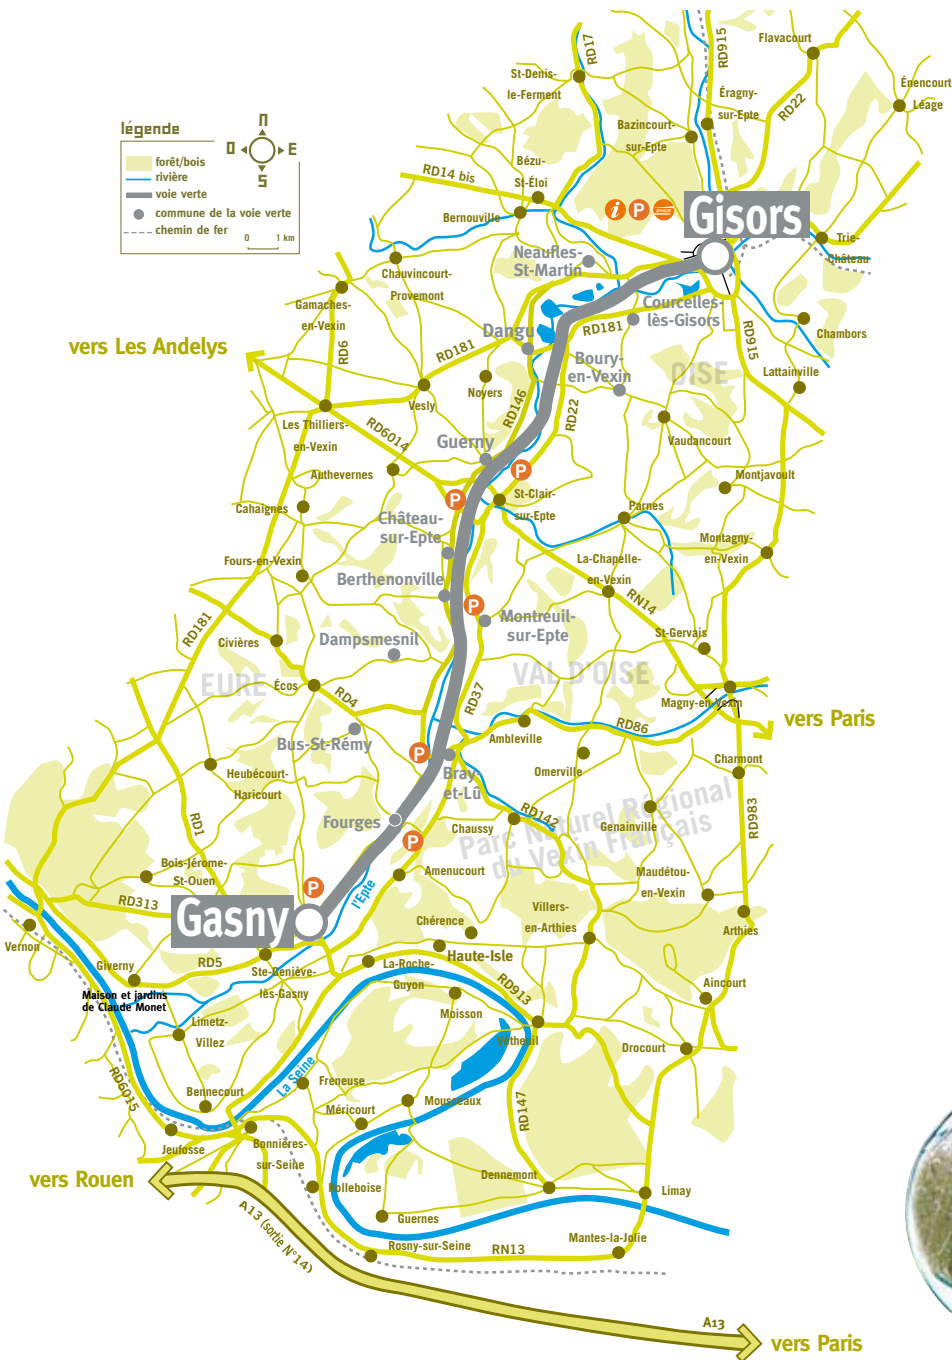 légende
N
O
E
S
forêt/bois
rivière
voie verte
commune de la voie verte
chemin de fer
0 1 km
RD17
RD915
Flavacourt
St-Denis-
le-Ferment
Éragny-
sur-Epte
RD22
Énencourt
Léage
Bazincourt-
sur-Epte
Bézu-
St-Éloi
RD14 bis
Bernouville
i P
Gisors
Trie-
Château
Neaufles-
St-Martin
Chauvincourt-
Provemont
Gamaches-
en-Vexin
Courcelles-
lès-Gisors
Chambors
Dangu
RD181
RD915
vers Les Andelys
RD6
RD181
Boury-
en-Vexin
OISE
Lattainville
Noyers
Vesly
RD146
RD22
Les Thilliers-
en-Vexin
RD6014
Guerny
Vaudancourt
Authevernes
P
Montjavoult
P
St-Clair-
sur-Epte
Cahaignes
Parnes
Château-
sur-Epte
Montagny-
en-Vexin
Fours-en-Vexin
La-Chapelle-
en-Vexin
Berthenonville
RN14
P
Montreuil-
sur-Epte
RD181
Civières
Dampsmesnil
St-Gervais
EURE
VAL D'OISE
Écos
RD4
RD37
Magny-en-Vexin
vers Paris
RD86
Bus-St-Rémy
Ambleville
P
Bray-
et-Lû
Omerville
Charmont
Heubécourt-
Haricourt
RD1
Fourges
Chaussy
RD142
Parc Naturel Régional
du Vexin Français
Genainville
RD983
P
Bois-Jérome-
St-Ouen
Amenucourt
Maudétou-
en-Vexin
P
l'Epte
RD313
Gasny
Chérence
Villers-
en-Arthies
Arthies
Vernon
Haute-Isle
Giverny
RD5
Ste-Geniève-
lès-Gasny
La-Roche-
Guyon
RD913
Aincourt
Maison et jardins
de Claude Monet
Moisson
Limetz-
Villez
Vétheuil
Drocourt
La Seine
RD6015
Bennecourt
Freneuse
Mousseaux
Méricourt
RD147
Jeufosse
Bonnières-
sur-Seine
vers Rouen
Rolleboise
Dennemont
Limay
A13 (sortie N°14)
Guernes
Rosny-sur-Seine
RN13
Mantes-la-Jolie
A13
vers Paris